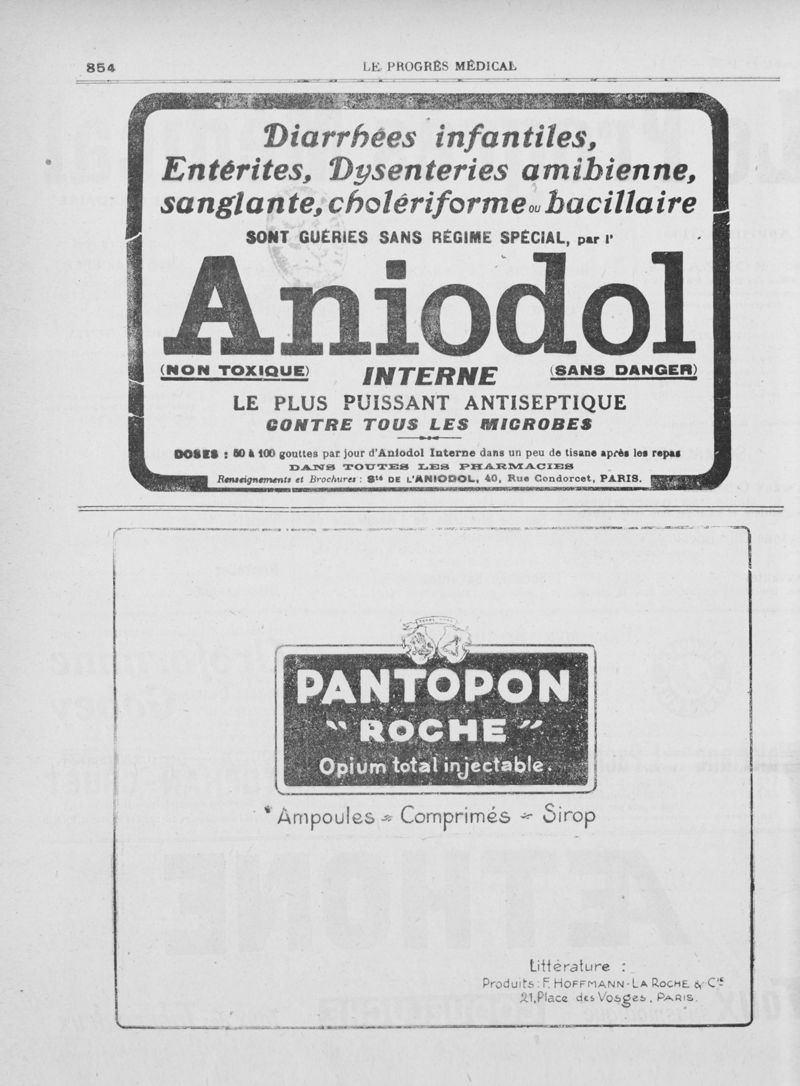 854
LE PROGRÈS MÉDICAL
Diarrhées infantiles,
Entérites, Dysenteries amibienne,
sanglante, cholériforme ou bacillaire
SONT GUÉRIES SANS RÉGIME SPÉCIAL, par l'
Aniodol
(NON TOXIQUE) INTERNE (SANS DANGER)
LE PLUS PUISSANT ANTISEPTIQUE
CONTRE TOUS LES MICROBES
DOSES : 50 à 100 gouttes par jour d'Aniodol Interne dans un peu de tisane après les repas
DANS TOUTES LES PHARMACIES
Renseignements et Brochures : Sté DE L'ANIODOL, 40, Rue Condorcet, PARIS.
PANTOPON
"ROCHE"
Opium total injectable.
Ampoules Comprimés Sirop
Littérature :
Produits : F. HOFFMANN-LA ROCHE & Cie
21, Place des Vosges, PARIS.